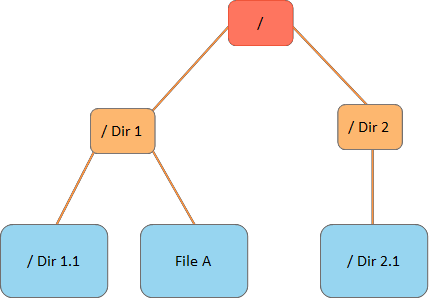 /
/ Dir 1
/ Dir 2
/ Dir 1.1
File A
/ Dir 2.1